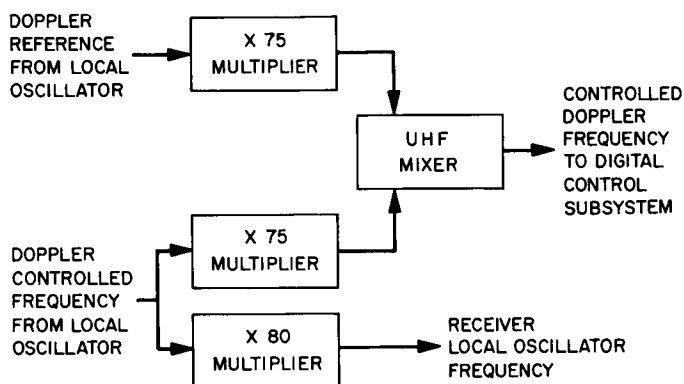 DOPPLER
REFERENCE
FROM LOCAL
OSCILLATOR
X 75
MULTIPLIER
UHF
MIXER
CONTROLLED
DOPPLER
FREQUENCY
TO DIGITAL
CONTROL
SUBSYSTEM
DOPPLER
CONTROLLED
FREQUENCY
FROM LOCAL
OSCILLATOR
X 75
MULTIPLIER
X 80
MULTIPLIER
RECEIVER
LOCAL OSCILLATOR
FREQUENCY